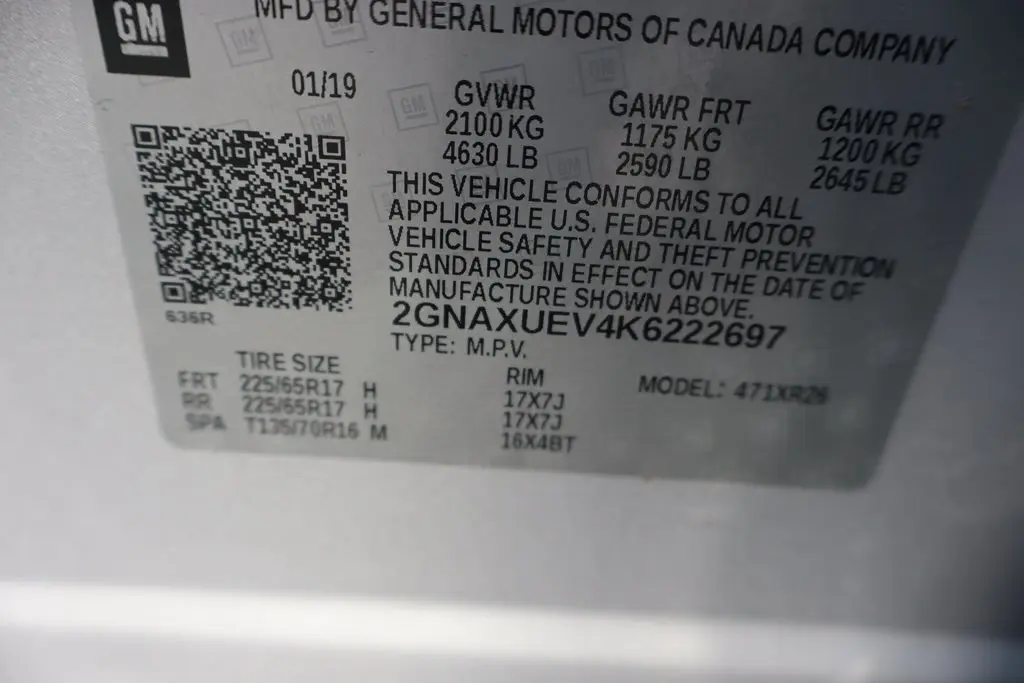 GM
MFD BY GENERAL MOTORS OF CANADA COMPANY
01/19
GVWR
2100 KG
4630 LB
GAWR FRT
1175 KG
2590 LB
GAWR RR
1200 KG
2645 LB
THIS VEHICLE CONFORMS TO ALL
APPLICABLE U.S. FEDERAL MOTOR
VEHICLE SAFETY AND THEFT PREVENTION
STANDARDS IN EFFECT ON THE DATE OF
MANUFACTURE SHOWN ABOVE.
2GNAXUEV4K6222697
TYPE: M.P.V.
636R
TIRE SIZE
RIM
MODEL: 471XR26
FRT 225/65R17 H 17X7J
RR 225/65R17 H 17X7J
SPA T135/70R16 M 16X4BT